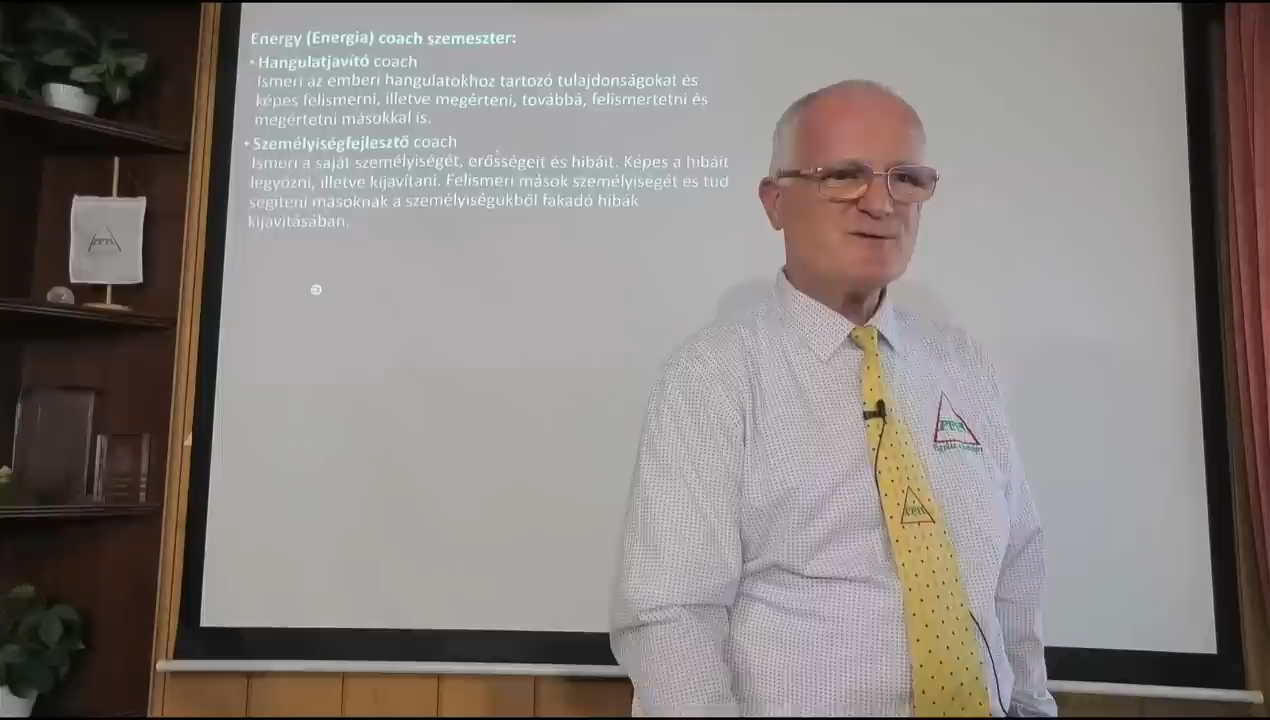 Energy (Energia) coach szemeszter:
• Hangulatjavító coach
Ismeri az emberi hangulatokhoz tartozó tulajdonságokat és
képes felismerni, illetve megérteni, továbbá, felismertetni és
megértetni másokkal is.
• Személyiségfejlesztő coach
Ismeri a saját személyiségét, erősségeit és hibáit. Képes a hibáit
legyőzni, illetve kijavítani. Felismeri mások személyiségét és tud
segíteni másoknak a személyiségükből fakadó hibák
kijavításában.